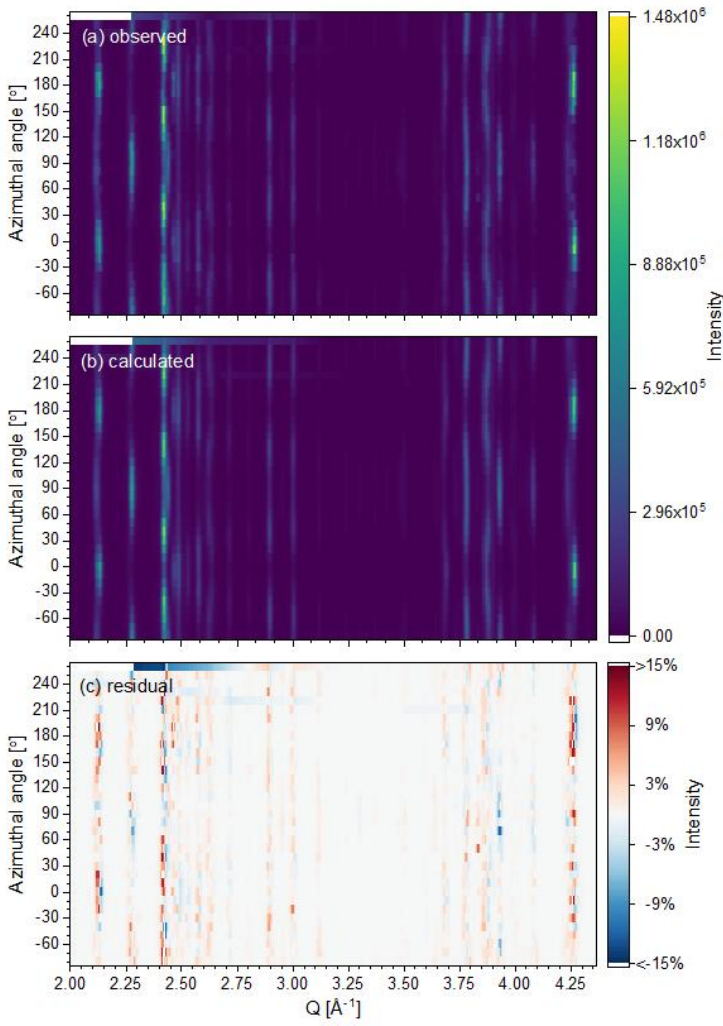 (a) observed
Azimuthal angle [°]
240
210
180
150
120
90
60
30
0
-30
-60
1.48x10⁶
1.18x10⁶
8.88x10⁵
5.92x10⁵
2.96x10⁵
0.00
Intensity
(b) calculated
Azimuthal angle [°]
240
210
180
150
120
90
60
30
0
-30
-60
(c) residual
Azimuthal angle [°]
240
210
180
150
120
90
60
30
0
-30
-60
>15%
9%
3%
-3%
-9%
<-15%
Intensity
2.00 2.25 2.50 2.75 3.00 3.25 3.50 3.75 4.00 4.25
Q [Å⁻¹]